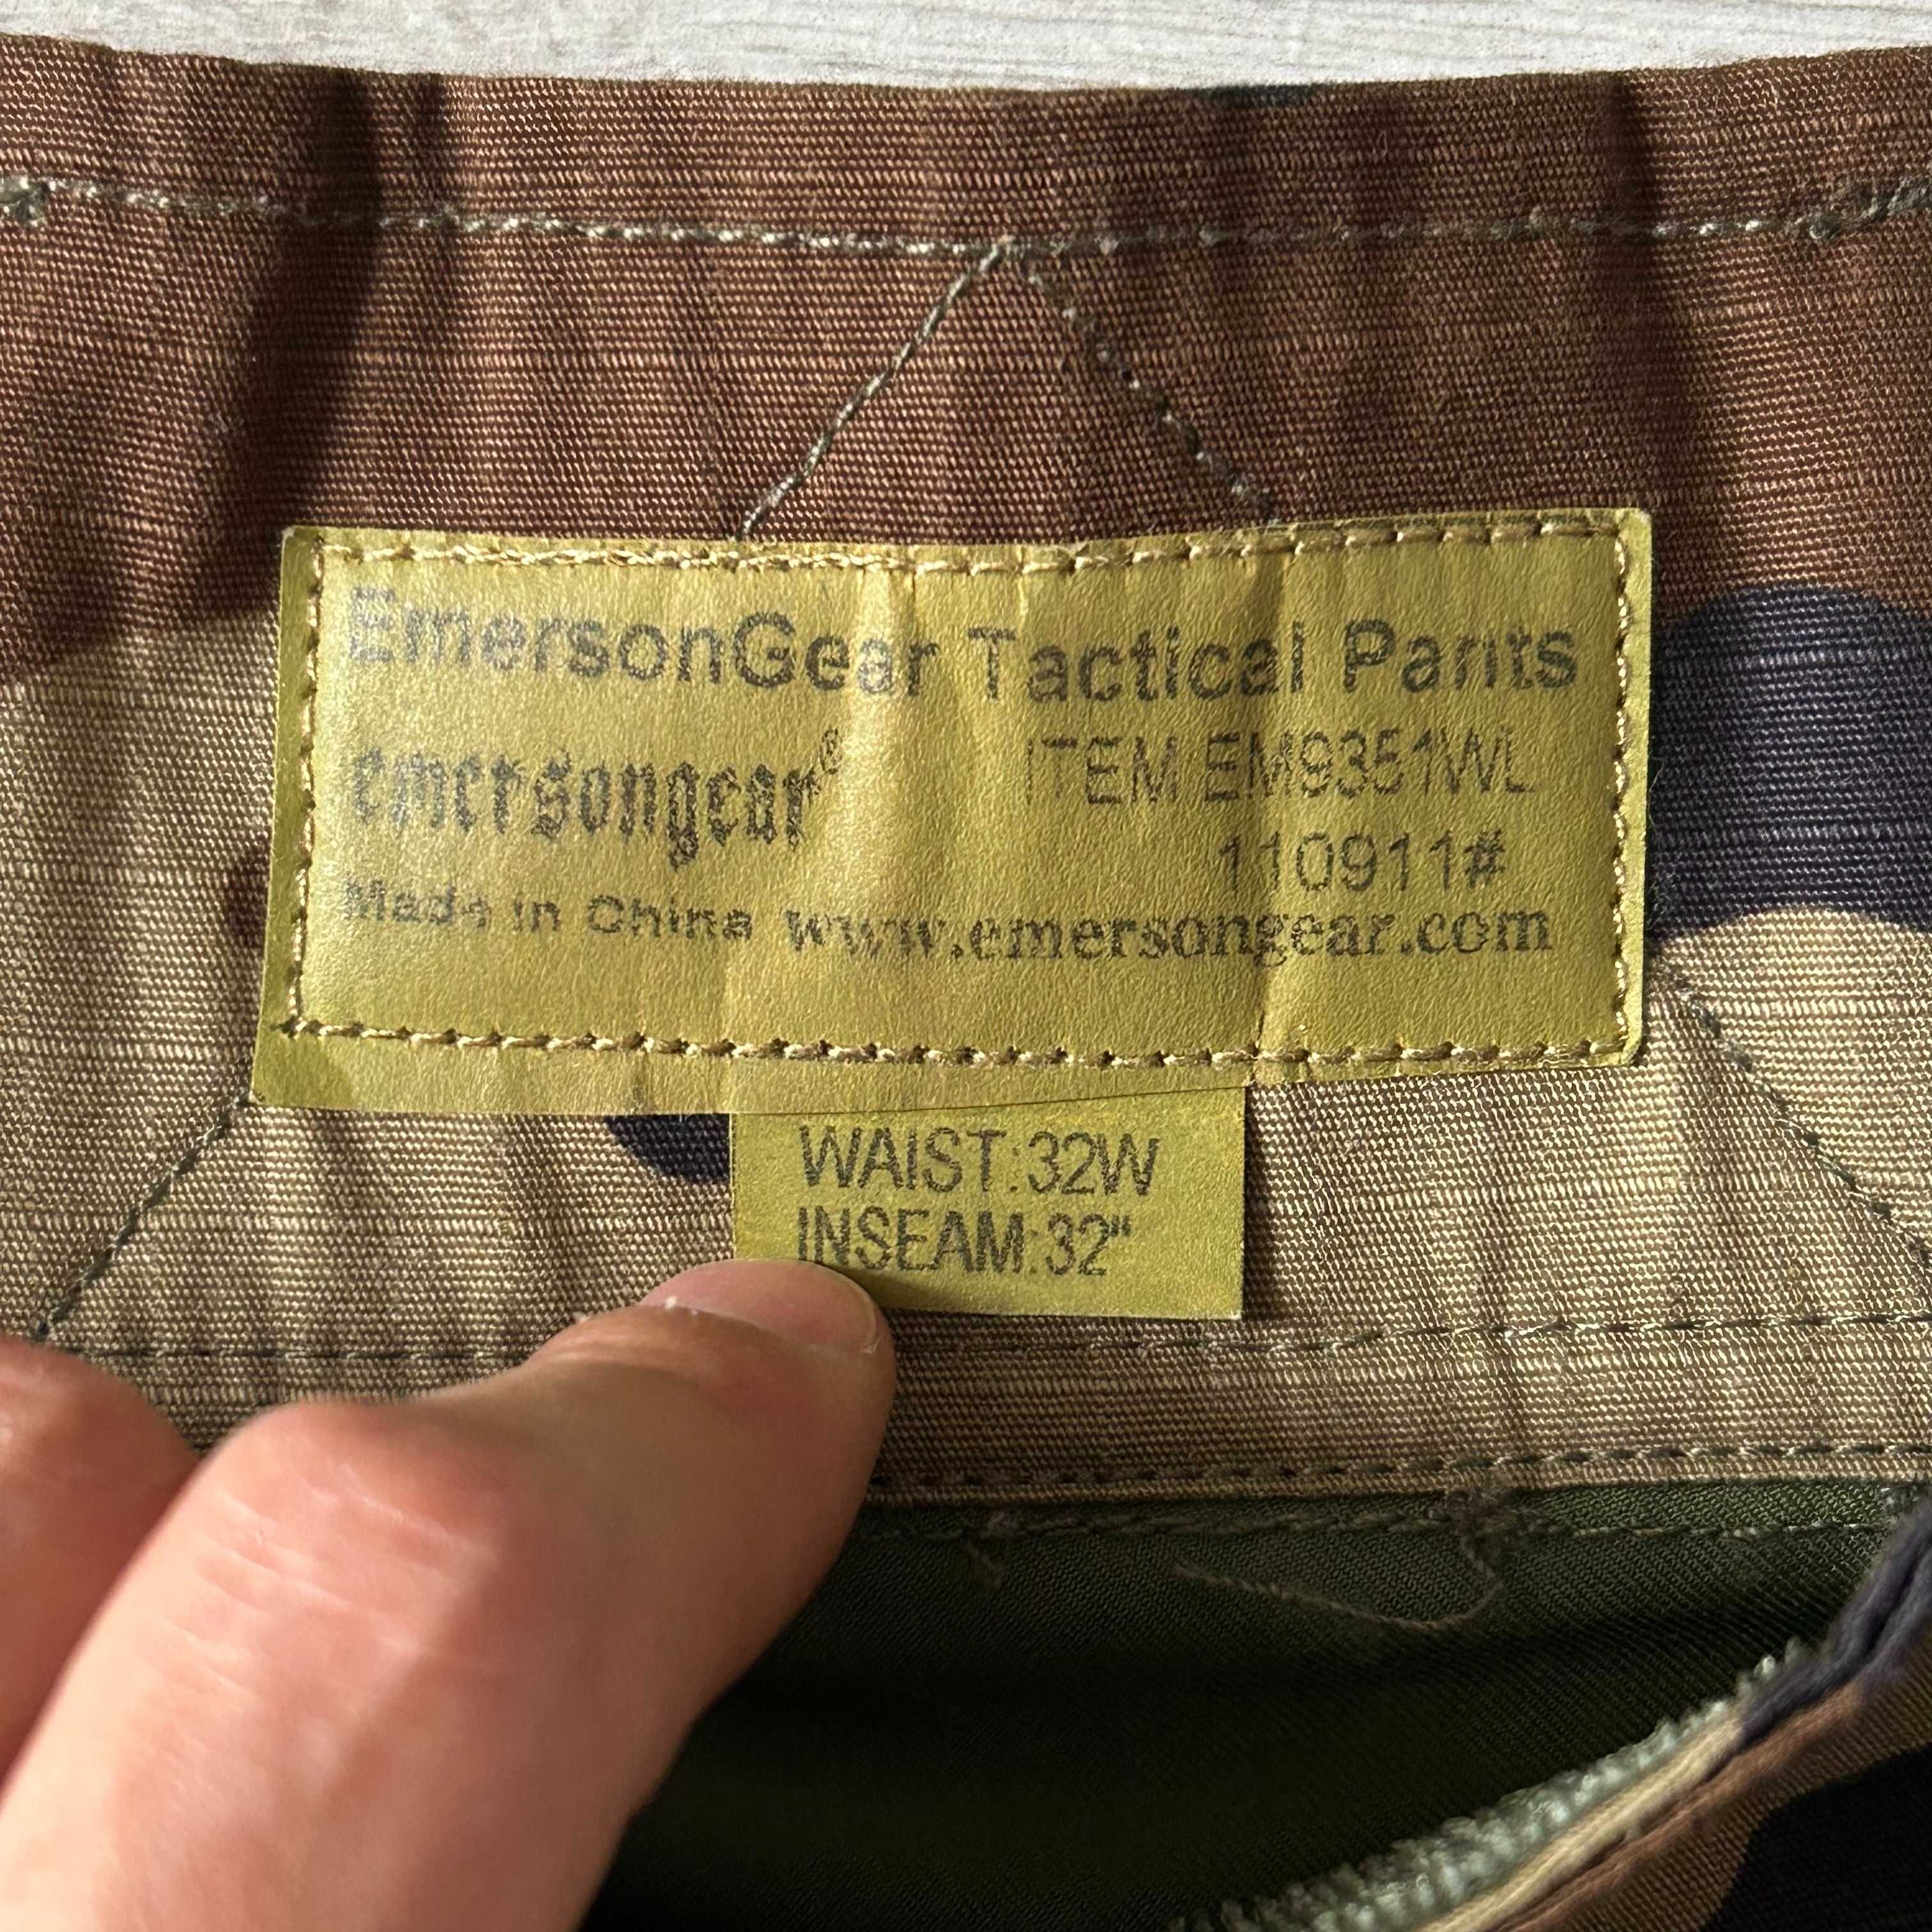 EmersonGear Tactical Pants
emersongear® ITEM EM9351WL
110911#
Made in China www.emersongear.com
WAIST:32W
INSEAM:32"